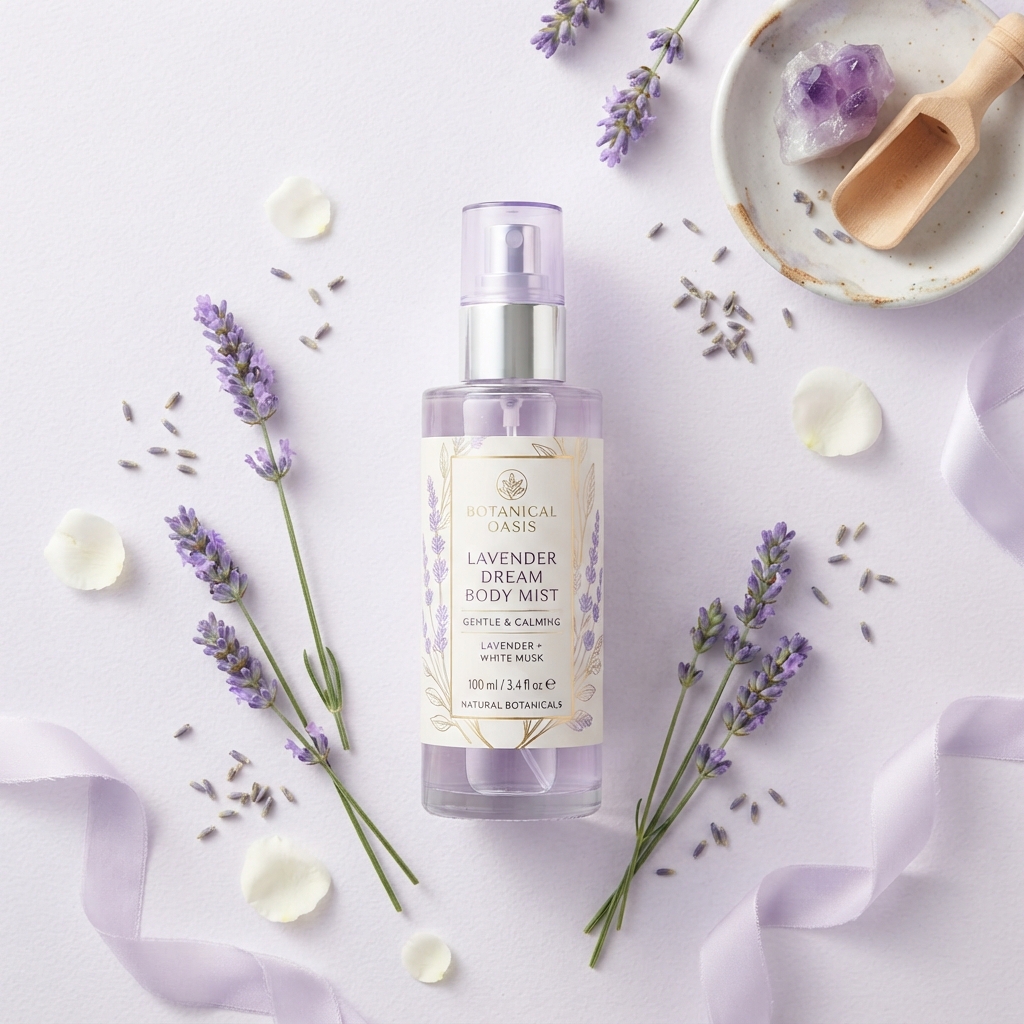 BOTANICAL
OASIS
LAVENDER
DREAM
BODY MIST
GENTLE & CALMING
LAVENDER +
WHITE MUSK
100 ml / 3.4 fl oz ℮
NATURAL BOTANICALS